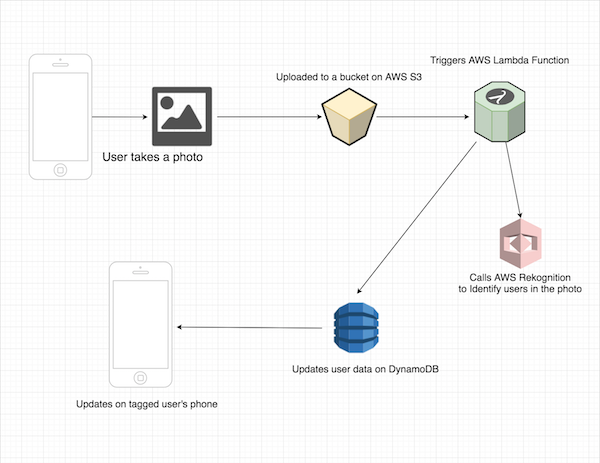 Triggers AWS Lambda Function
Uploaded to a bucket on AWS S3
User takes a photo
Calls AWS Rekognition
to Identify users in the photo
Updates user data on DynamoDB
Updates on tagged user's phone